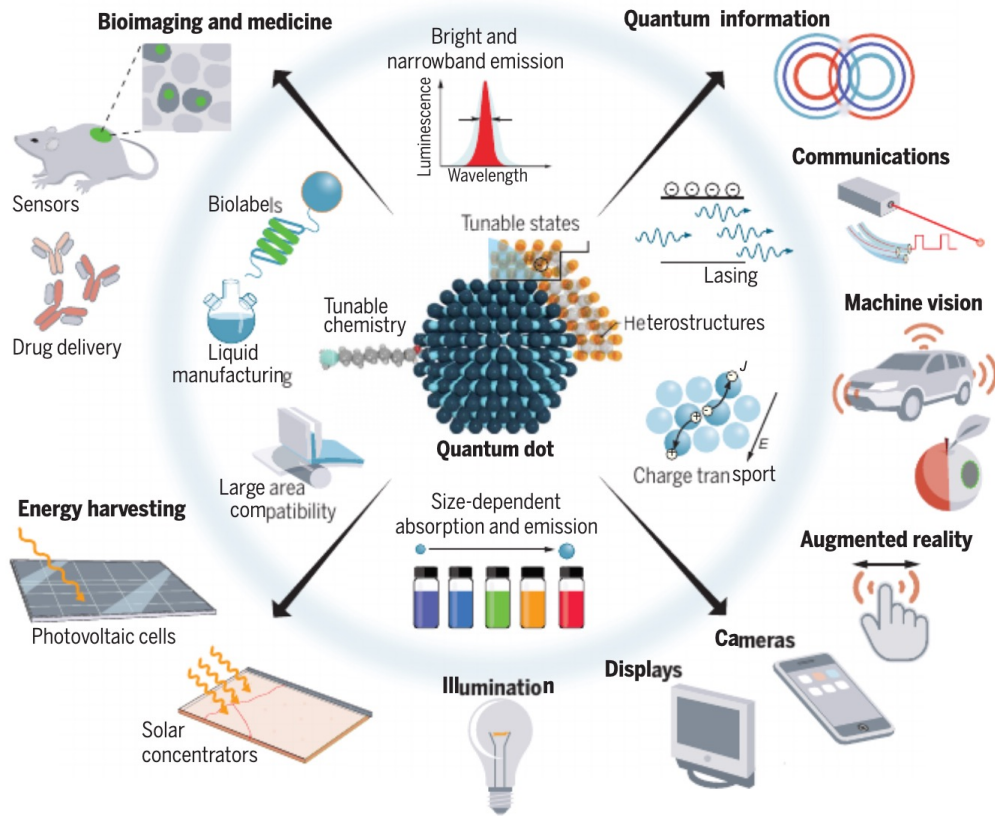 Bioimaging and medicine
Quantum information
Bright and
narrowband emission
Luminescence
Wavelength
Communications
Sensors
Biolabels
Tunable states
Lasing
Drug delivery
Tunable
chemistry
Heterostructures
Machine vision
Liquid
manufacturing
J
E
Quantum dot
Charge transport
Large area
compatibility
Energy harvesting
Size-dependent
absorption and emission
Augmented reality
Photovoltaic cells
Cameras
Displays
Illumination
Solar
concentrators